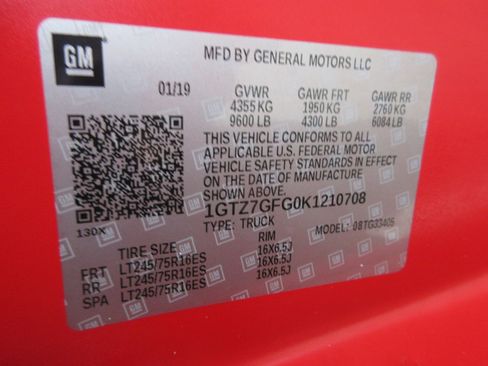 GM
MFD BY GENERAL MOTORS LLC
01/19 GVWR GAWR FRT GAWR RR
4355 KG 1950 KG 2760 KG
9600 LB 4300 LB 6084 LB
THIS VEHICLE CONFORMS TO ALL
APPLICABLE U.S. FEDERAL MOTOR
VEHICLE SAFETY STANDARDS IN EFFECT
ON THE DATE OF MANUFACTURE
SHOWN ABOVE.
1GTZ7GFG0K1210708
130X TYPE: TRUCK MODEL: 08TG33405
TIRE SIZE RIM
FRT LT245/75R16ES 16X6.5J
RR LT245/75R16ES 16X6.5J
SPA LT245/75R16ES 16X6.5J